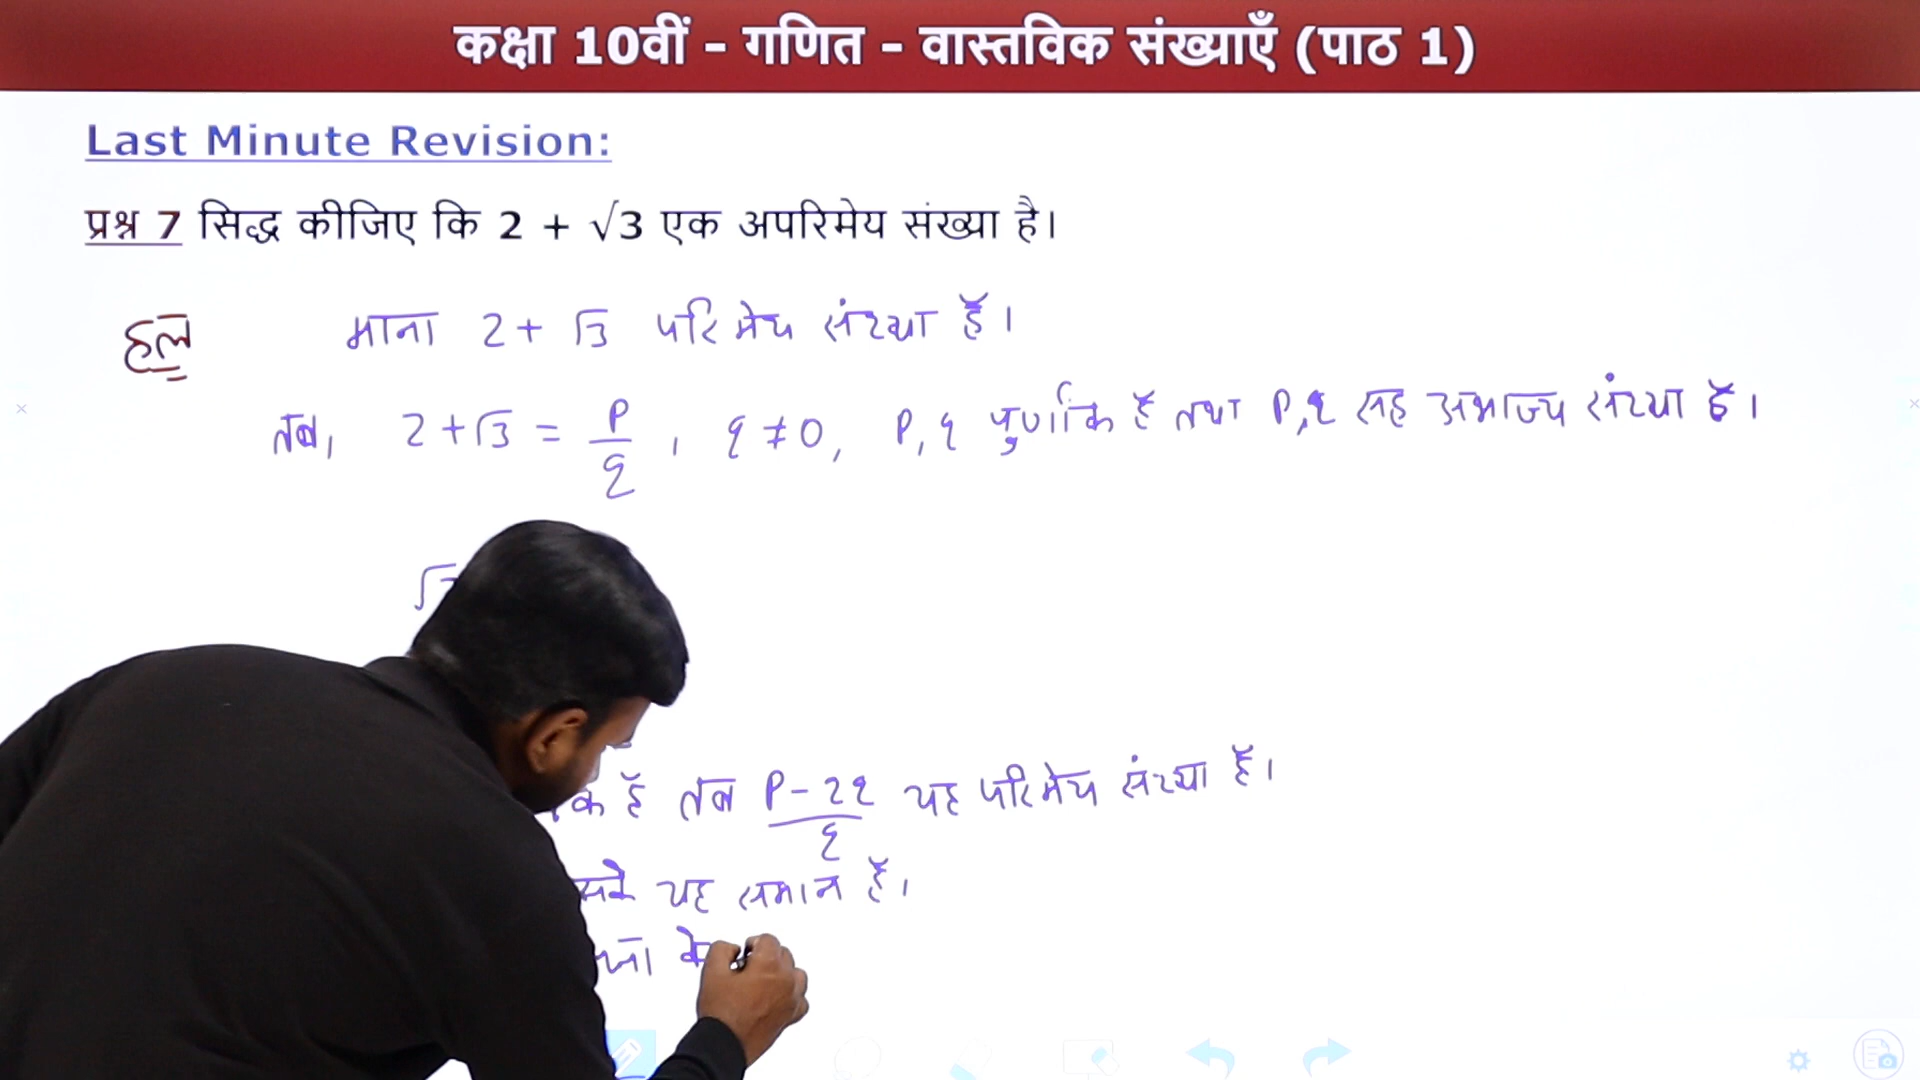 कक्षा 10वीं - गणित - वास्तविक संख्याएँ (पाठ 1)
Last Minute Revision:
प्रश्न 7 सिद्ध कीजिए कि 2 + √3 एक अपरिमेय संख्या है।
हल माना 2 + √3 परिमेय संख्या है।
तब, 2 + √3 = p/q , q ≠ 0, P, q पुर्णांक है तथा P, q सह अभाज्य संख्या है।
है तब P - 2q / q यह परिमेय संख्या है।
यह समान है।